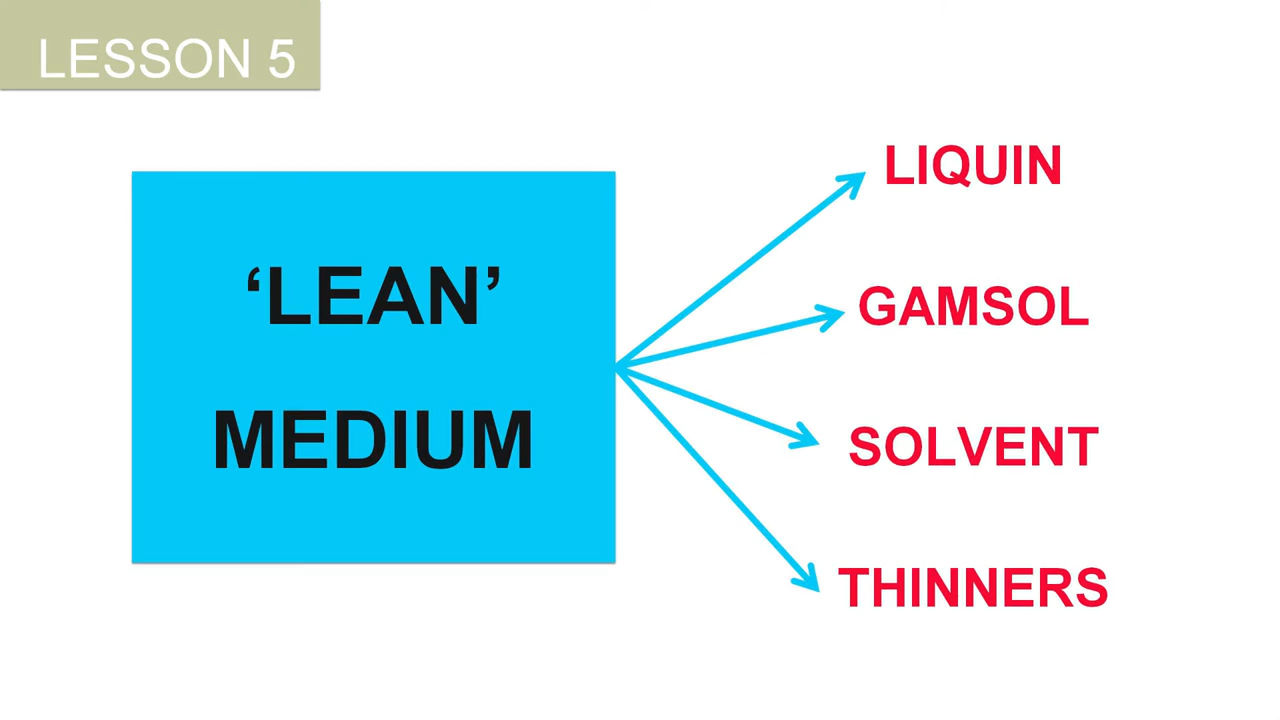 LESSON 5
‘LEAN’
MEDIUM
LIQUIN
GAMSOL
SOLVENT
THINNERS